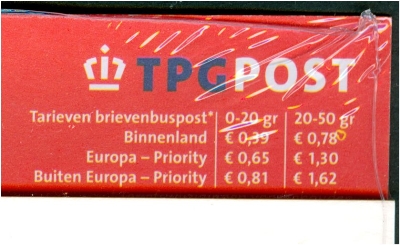 TPGPOST
Tarieven brievenbuspost* 0-20 gr 20-50 gr
Binnenland € 0,39 € 0,78
Europa – Priority € 0,65 € 1,30
Buiten Europa – Priority € 0,81 € 1,62